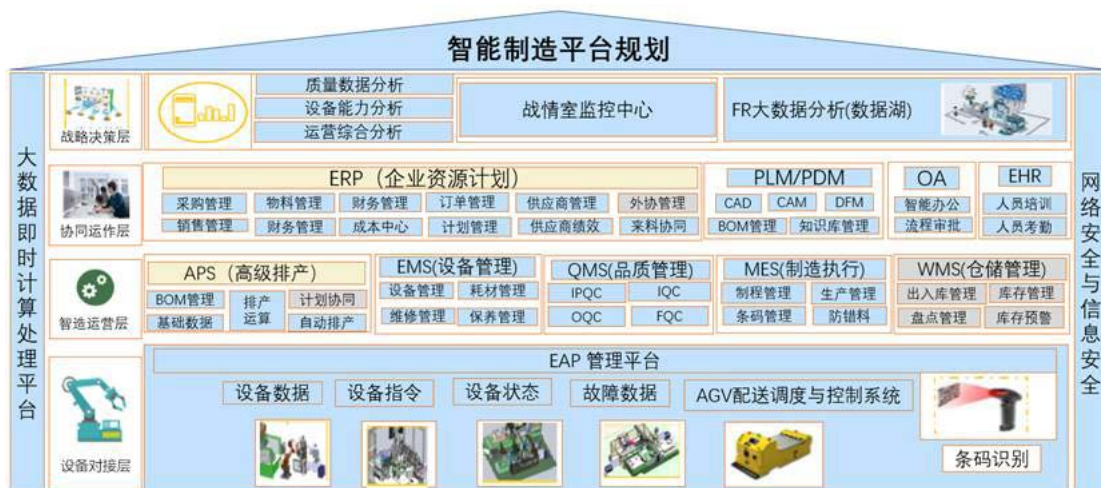 智能制造平台规划
大数据即时计算处理平台
网络安全与信息安全
战略决策层
质量数据分析
设备能力分析
运营综合分析
战情室监控中心
FR大数据分析(数据湖)
协同运作层
ERP（企业资源计划）
采购管理 物料管理 财务管理 订单管理 供应商管理 外协管理
销售管理 财务管理 成本中心 计划管理 供应商绩效 来料协同
PLM/PDM
CAD CAM DFM
BOM管理 知识库管理
OA
智能办公
流程审批
EHR
人员培训
人员考勤
智造运营层
APS（高级排产）
BOM管理 排产运算 计划协同
基础数据 自动排产
EMS(设备管理)
设备管理 耗材管理
维修管理 保养管理
QMS(品质管理)
IPQC IQC
OQC FQC
MES(制造执行)
制程管理 生产管理
条码管理 防错料
WMS(仓储管理)
出入库管理 库存管理
盘点管理 库存预警
设备对接层
EAP 管理平台
设备数据 设备指令 设备状态 故障数据 AGV配送调度与控制系统
条码识别